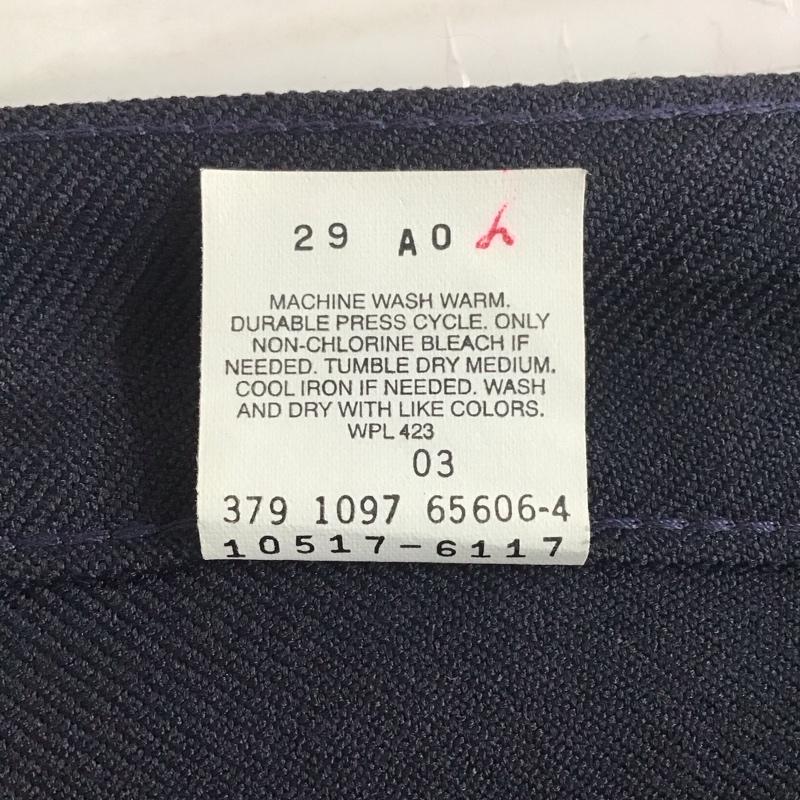 29 A0
MACHINE WASH WARM.
DURABLE PRESS CYCLE. ONLY
NON-CHLORINE BLEACH IF
NEEDED. TUMBLE DRY MEDIUM.
COOL IRON IF NEEDED. WASH
AND DRY WITH LIKE COLORS.
WPL 423
03
379 1097 65606-4
10517-6117